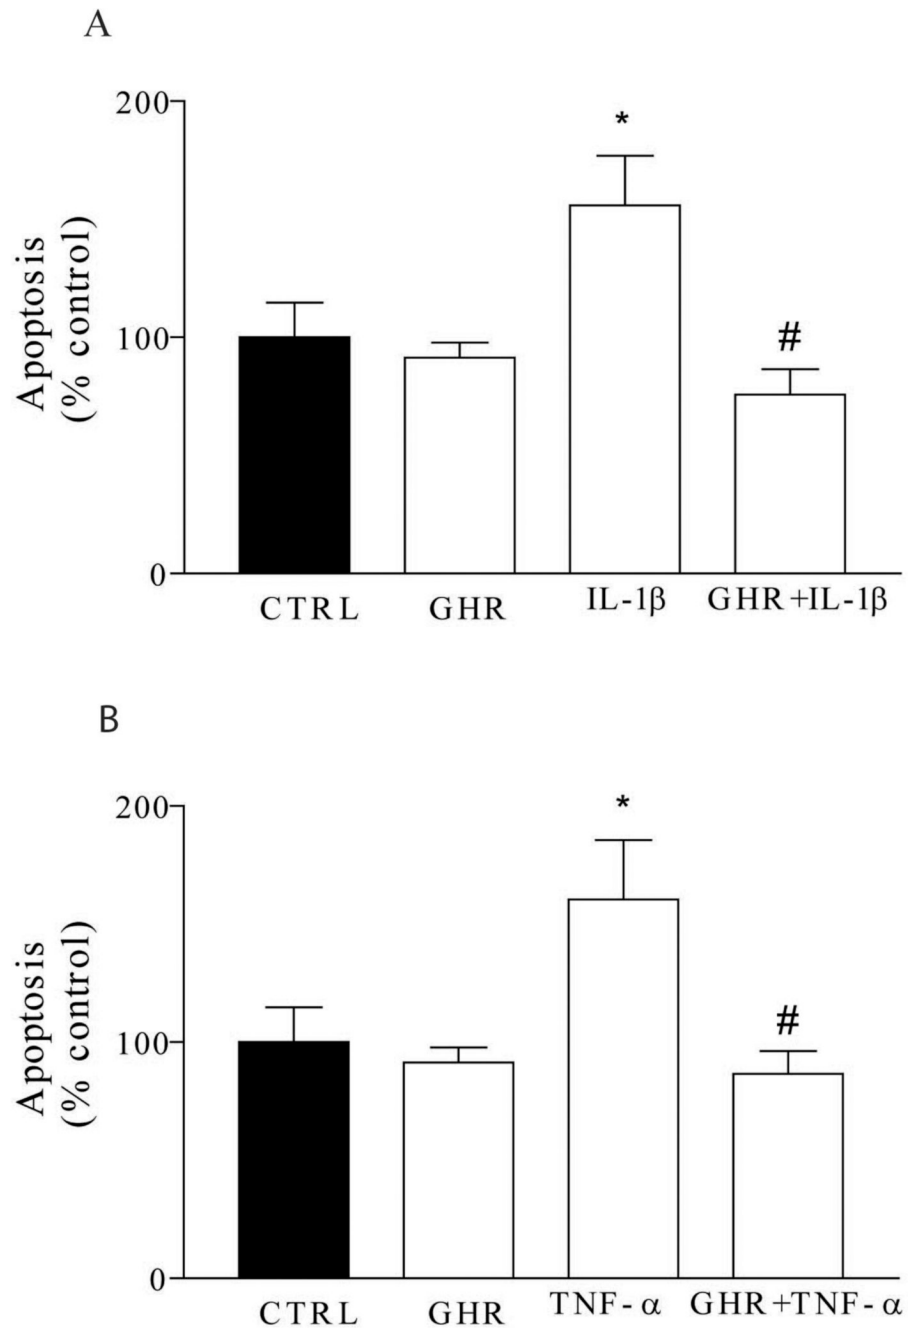 A
200
*
Apoptosis
(% control)
100
#
0
CTRL GHR IL-1β GHR+IL-1β
B
200
*
Apoptosis
(% control)
100
#
0
CTRL GHR TNF-α GHR+TNF-α